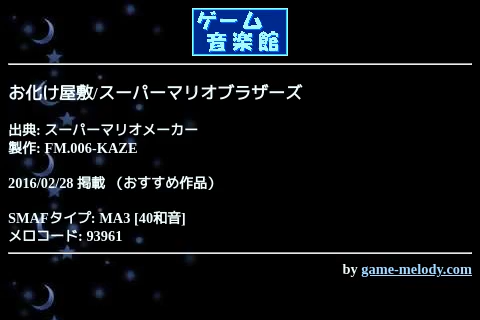 ゲーム
音楽館
お化け屋敷/スーパーマリオブラザーズ
出典: スーパーマリオメーカー
製作: FM.006-KAZE
2016/02/28 掲載 （おすすめ作品）
SMAFタイプ: MA3 [40和音]
メロコード: 93961
by game-melody.com